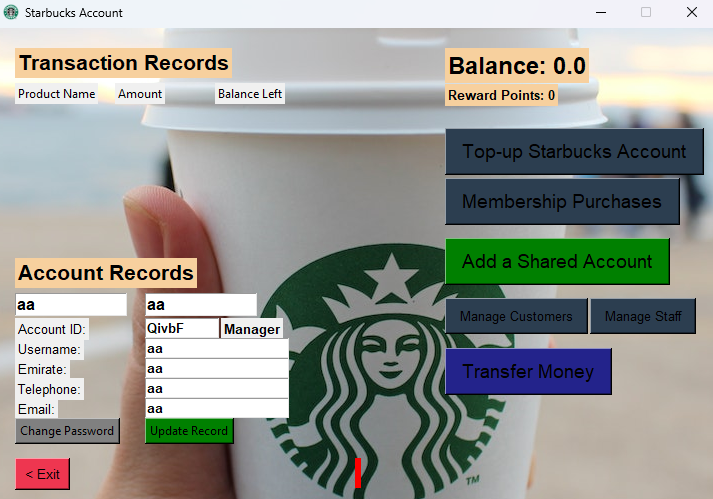 Starbucks Account
Transaction Records
Product Name Amount Balance Left
Balance: 0.0
Reward Points: 0
Top-up Starbucks Account
Membership Purchases
Add a Shared Account
Manage Customers Manage Staff
Transfer Money
Account Records
aa aa
Account ID: QivbF Manager
Username: aa
Emirate: aa
Telephone: aa
Email: aa
Change Password Update Record
< Exit
TM